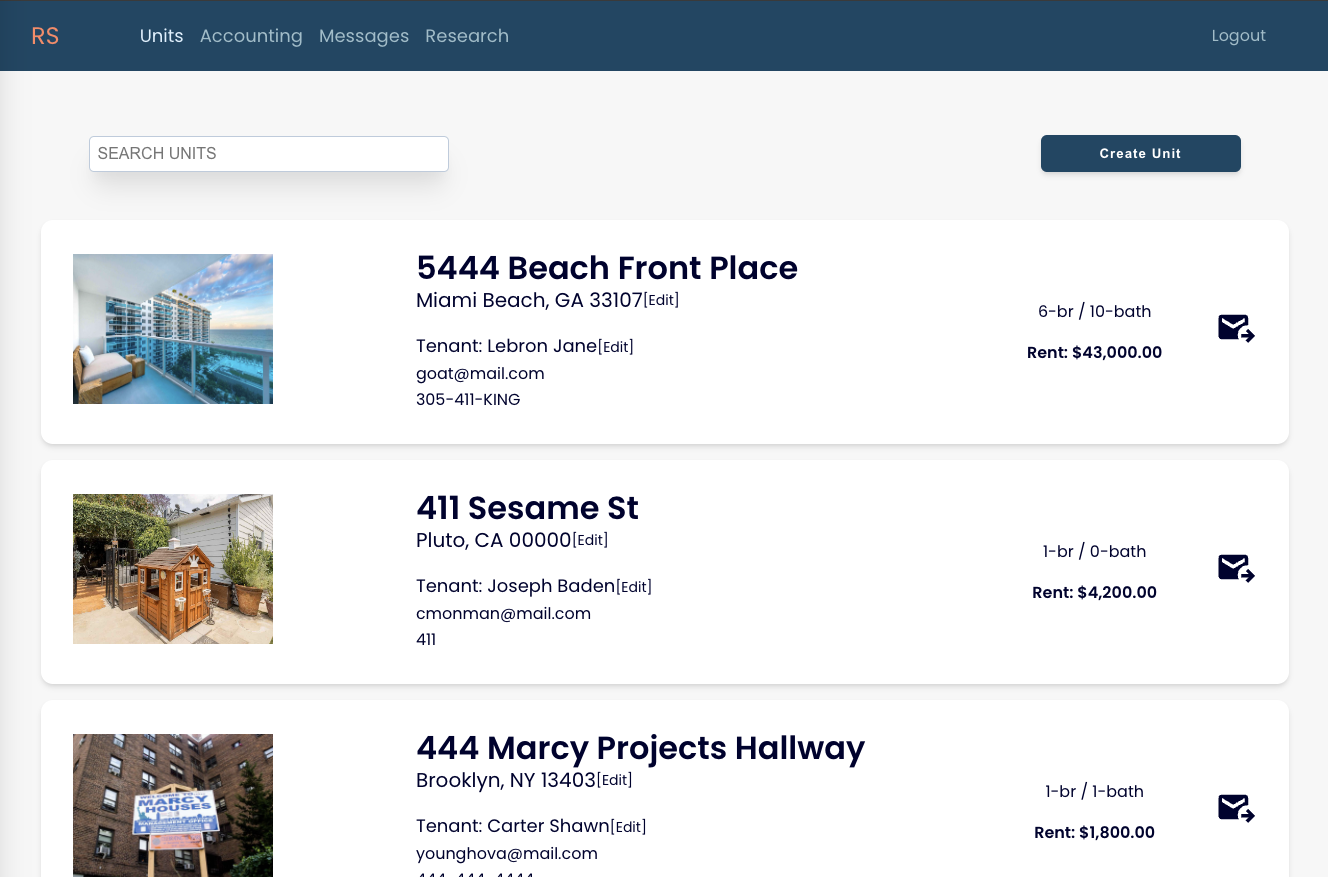 RS
Units Accounting Messages Research
Logout
SEARCH UNITS
Create Unit
5444 Beach Front Place
Miami Beach, GA 33107[Edit]
Tenant: Lebron Jane[Edit]
goat@mail.com
305-411-KING
6-br / 10-bath
Rent: $43,000.00
411 Sesame St
Pluto, CA 00000[Edit]
Tenant: Joseph Baden[Edit]
cmonman@mail.com
411
1-br / 0-bath
Rent: $4,200.00
WELCOME TO
MARCY
HOUSES
MANAGEMENT OFFICE
444 Marcy Projects Hallway
Brooklyn, NY 13403[Edit]
Tenant: Carter Shawn[Edit]
younghova@mail.com
444-444-4444
1-br / 1-bath
Rent: $1,800.00